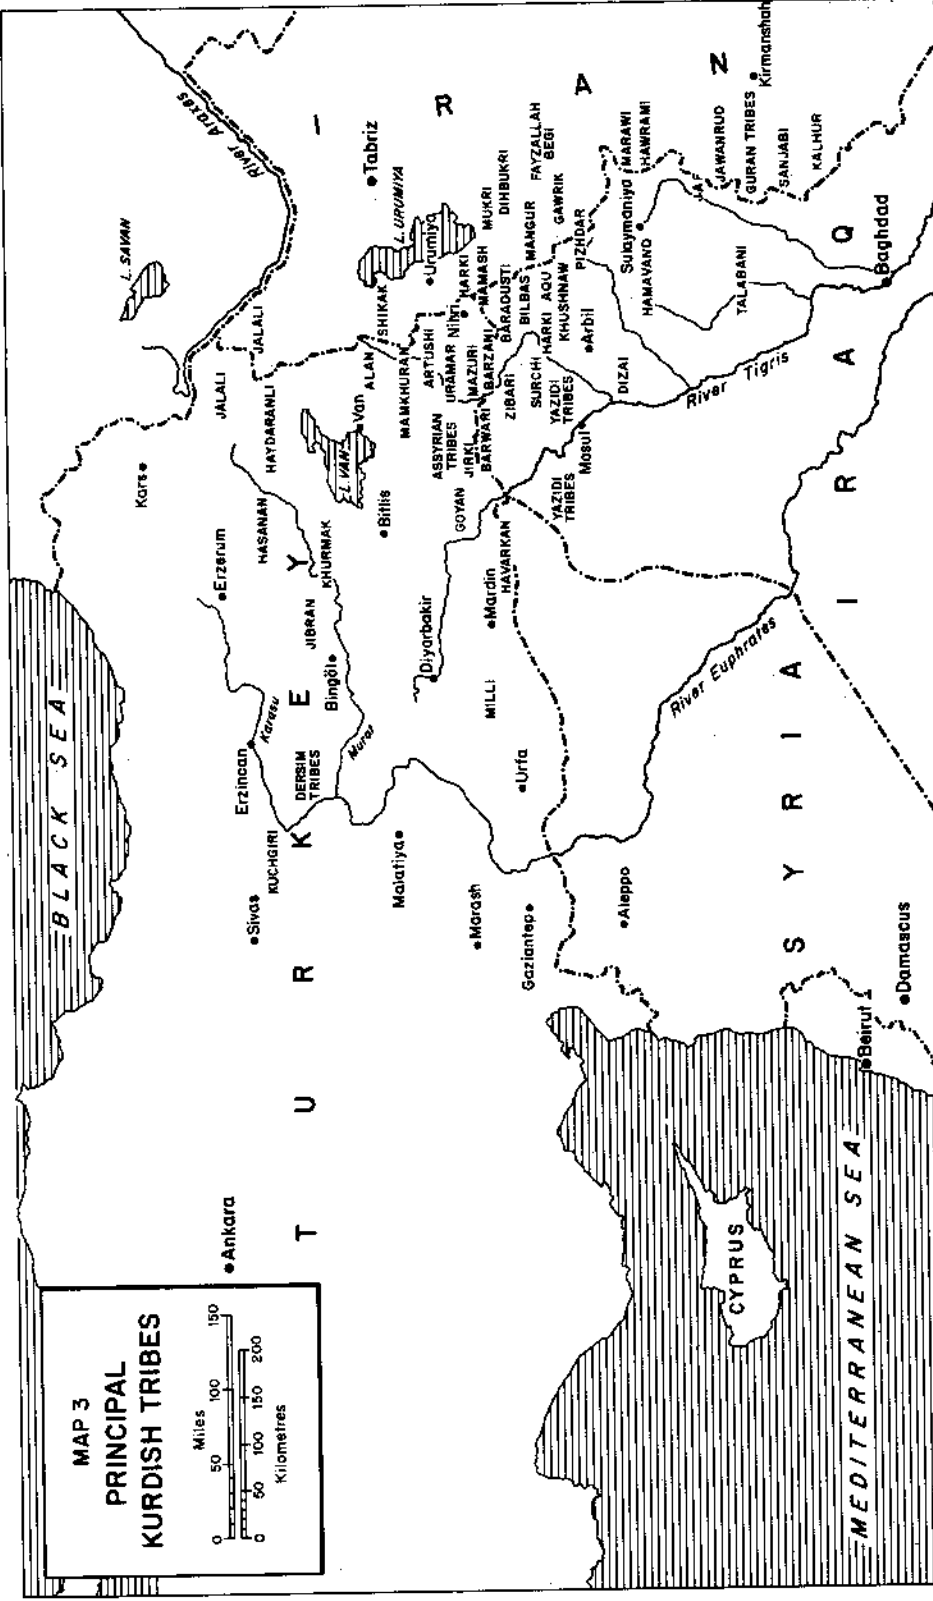 MAP 3
PRINCIPAL
KURDISH TRIBES
Miles
0 50 100 150
0 50 100 150 200
Kilometres
BLACK SEA
MEDITERRANEAN SEA
CYPRUS
TURKEY
SYRIA
IRAQ
IRAN
Ankara
Sivas
KUCHGIRI
Erzincan
Karasu
Erzerum
Kars
L. SAVAN
River Araxes
JALALI
JALALI
HAYDARANLI
HASANAN
DERSIM
TRIBES
Murat
Bingöl
JIBRAN
KHURMAK
Malatiya
Marash
Gaziantep
Urfa
Diyarbakir
Bitlis
L. VAN
Van
ALAN
SHIKAK
Tabriz
L. URUMIYA
Urumiya
MAMKHURAN
ARTUSHI
Nihri
HARKI
MAMASH
MUKRI
DIHBUKRI
FAYZALLAH
BEGI
ASSYRIAN
TRIBES
URAMAR
MAZURI
BARZANI
BARADUSTI
BILBAS
MANGUR
GAWRIK
GOYAN
JIRKI
BARWARI
ZIBARI
SURCHI
HARKI
AQU
KHUSHNAW
PIZHDAR
MILLI
Mardin
HAVARKAN
YAZIDI
TRIBES
YAZIDI
TRIBES
Mosul
Arbil
DIZAI
Sulaymaniya
MARAWI
HAWRAMI
HAMAVAND
JAF
JAWANRUD
GURAN TRIBES
Kirmanshah
SANJABI
KALHUR
TALABANI
River Tigris
River Euphrates
Baghdad
Aleppo
Damascus
Beirut